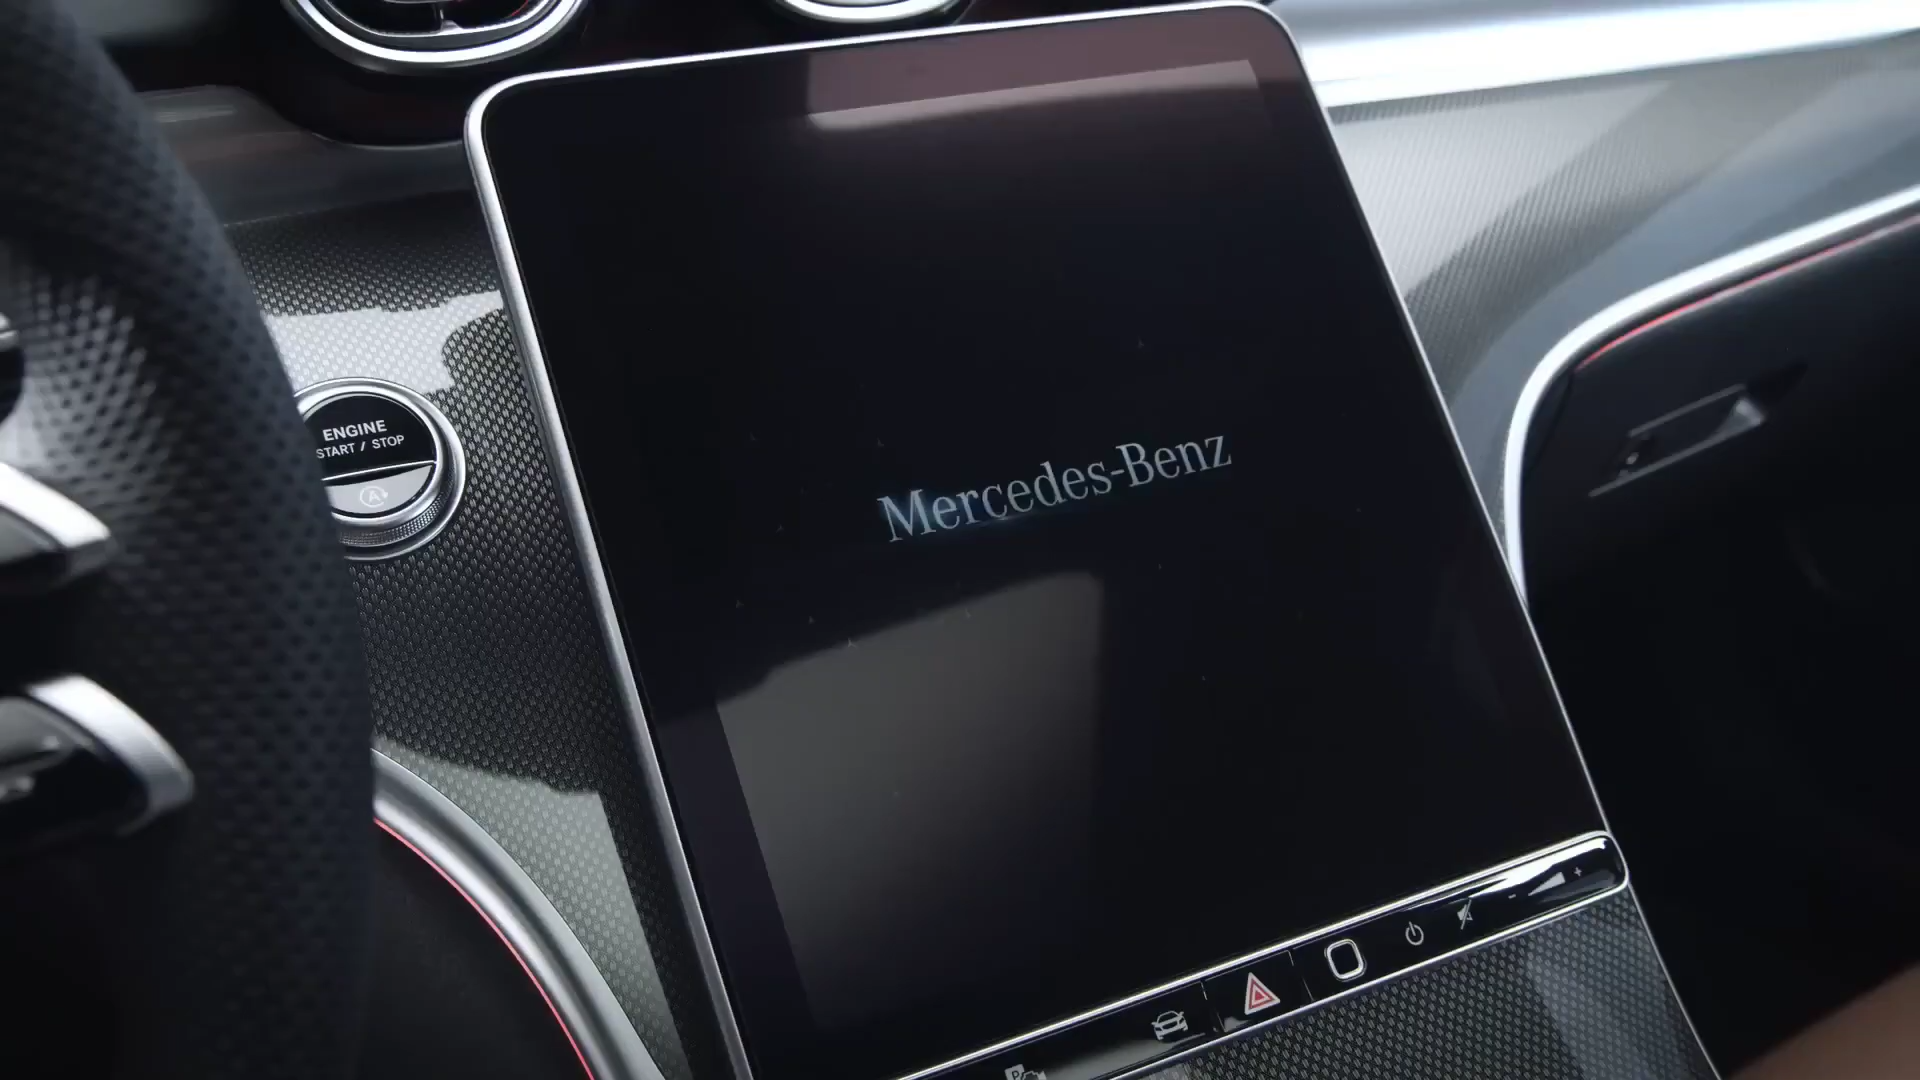 ENGINE
START / STOP
A
Mercedes-Benz
- +
P